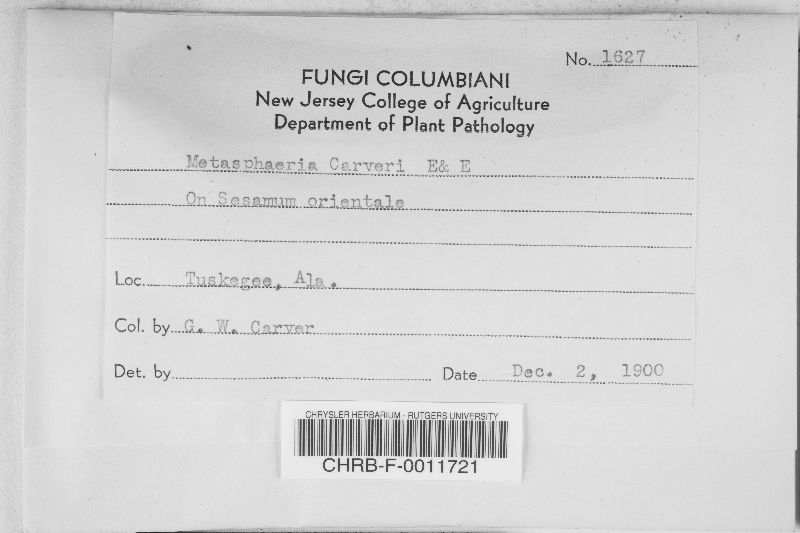 No. 1627
FUNGI COLUMBIANI
New Jersey College of Agriculture
Department of Plant Pathology
Metasphaeria Carveri E& E
On Sesamum orientale
Loc. Tuskegee, Ala.
Col. by G. W. Carver
Det. by
Date Dec. 2, 1900
CHRYSLER HERBARIUM - RUTGERS UNIVERSITY
CHRB-F-0011721